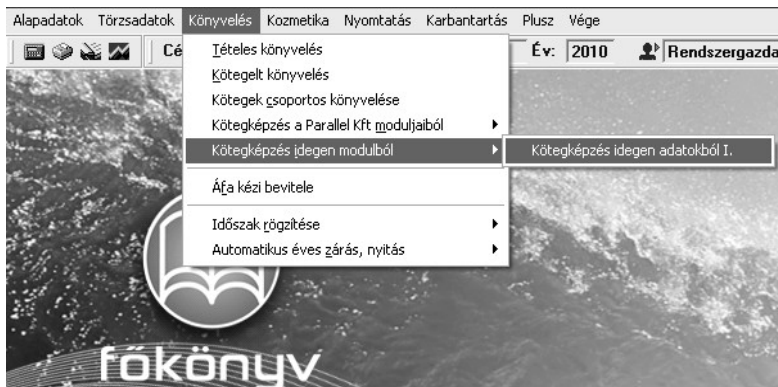 Alapadatok Törzsadatok Könyvelés Kozmetika Nyomtatás Karbantartás Plusz Vége
Cé Év: 2010 Rendszergazda
Tételes könyvelés
Kötegelt könyvelés
Kötegek csoportos könyvelése
Kötegképzés a Parallel Kft moduljaiból
Kötegképzés idegen modulból Kötegképzés idegen adatokból I.
Áfa kézi bevitele
Időszak rögzítése
Automatikus éves zárás, nyitás
főkönyv